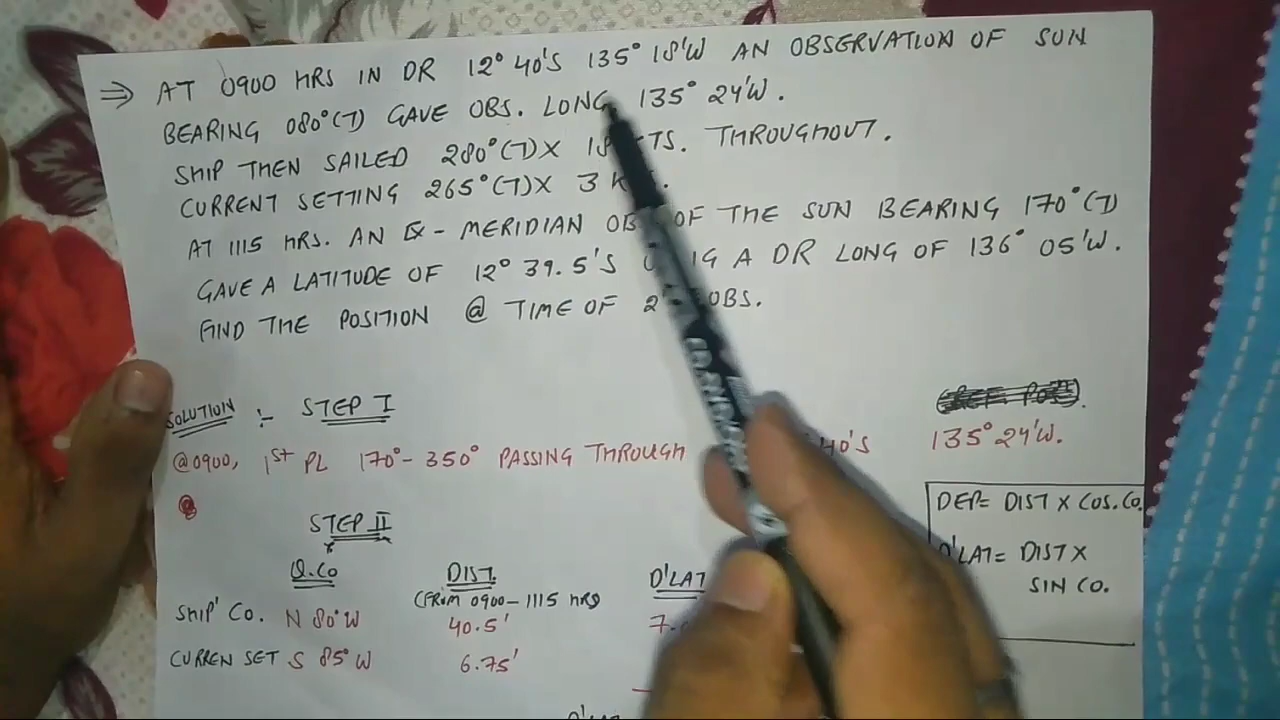 ⇒ AT 0900 HRS IN DR 12° 40'S 135° 18'W AN OBSERVATION OF SUN
BEARING 080°(T) GAVE OBS. LONG 135° 24'W.
SHIP THEN SAILED 280°(T) X THROUGHOUT.
CURRENT SETTING 265°(T) X 3
AT 1115 HRS. AN EX-MERIDIAN OF THE SUN BEARING 170°(T)
GAVE A LATITUDE OF 12° 39.5'S A DR LONG OF 136° 05'W.
FIND THE POSITION @ TIME OF OBS.
SOLUTION :- STEP I
@0900, 1ST PL 170°- 350° PASSING THROUGH 40'S 135° 24'W.
STEP II
DEP= DIST X COS. CO.
D'LAT= DIST X
SIN CO.
Q.CO DIST. D'LAT
(FROM 0900-1115 HRS)
SHIP' CO. N 80° W 40.5'
CURREN SET S 85° W 6.75'